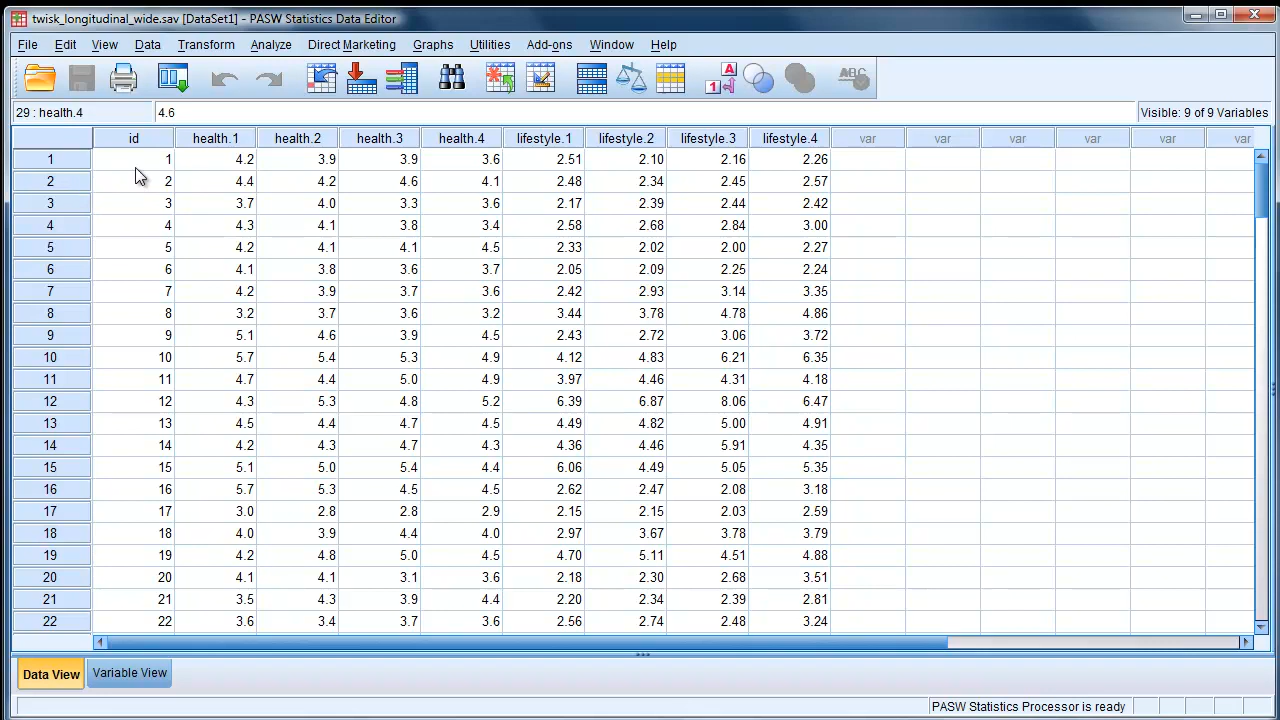 twisk_longitudinal_wide.sav [DataSet1] - PASW Statistics Data Editor
File Edit View Data Transform Analyze Direct Marketing Graphs Utilities Add-ons Window Help
A 1 ABC
29 : health.4 4.6 Visible: 9 of 9 Variables
id health.1 health.2 health.3 health.4 lifestyle.1 lifestyle.2 lifestyle.3 lifestyle.4 var var var var var var
1 1 4.2 3.9 3.9 3.6 2.51 2.10 2.16 2.26
2 2 4.4 4.2 4.6 4.1 2.48 2.34 2.45 2.57
3 3 3.7 4.0 3.3 3.6 2.17 2.39 2.44 2.42
4 4 4.3 4.1 3.8 3.4 2.58 2.68 2.84 3.00
5 5 4.2 4.1 4.1 4.5 2.33 2.02 2.00 2.27
6 6 4.1 3.8 3.6 3.7 2.05 2.09 2.25 2.24
7 7 4.2 3.9 3.7 3.6 2.42 2.93 3.14 3.35
8 8 3.2 3.7 3.6 3.2 3.44 3.78 4.78 4.86
9 9 5.1 4.6 3.9 4.5 2.43 2.72 3.06 3.72
10 10 5.7 5.4 5.3 4.9 4.12 4.83 6.21 6.35
11 11 4.7 4.4 5.0 4.9 3.97 4.46 4.31 4.18
12 12 4.3 5.3 4.8 5.2 6.39 6.87 8.06 6.47
13 13 4.5 4.4 4.7 4.5 4.49 4.82 5.00 4.91
14 14 4.2 4.3 4.7 4.3 4.36 4.46 5.91 4.35
15 15 5.1 5.0 5.4 4.4 6.06 4.49 5.05 5.35
16 16 5.7 5.3 4.5 4.5 2.62 2.47 2.08 3.18
17 17 3.0 2.8 2.8 2.9 2.15 2.15 2.03 2.59
18 18 4.0 3.9 4.4 4.0 2.97 3.67 3.78 3.79
19 19 4.2 4.8 5.0 4.5 4.70 5.11 4.51 4.88
20 20 4.1 4.1 3.1 3.6 2.18 2.30 2.68 3.51
21 21 3.5 4.3 3.9 4.4 2.20 2.34 2.39 2.81
22 22 3.6 3.4 3.7 3.6 2.56 2.74 2.48 3.24
Data View Variable View
PASW Statistics Processor is ready